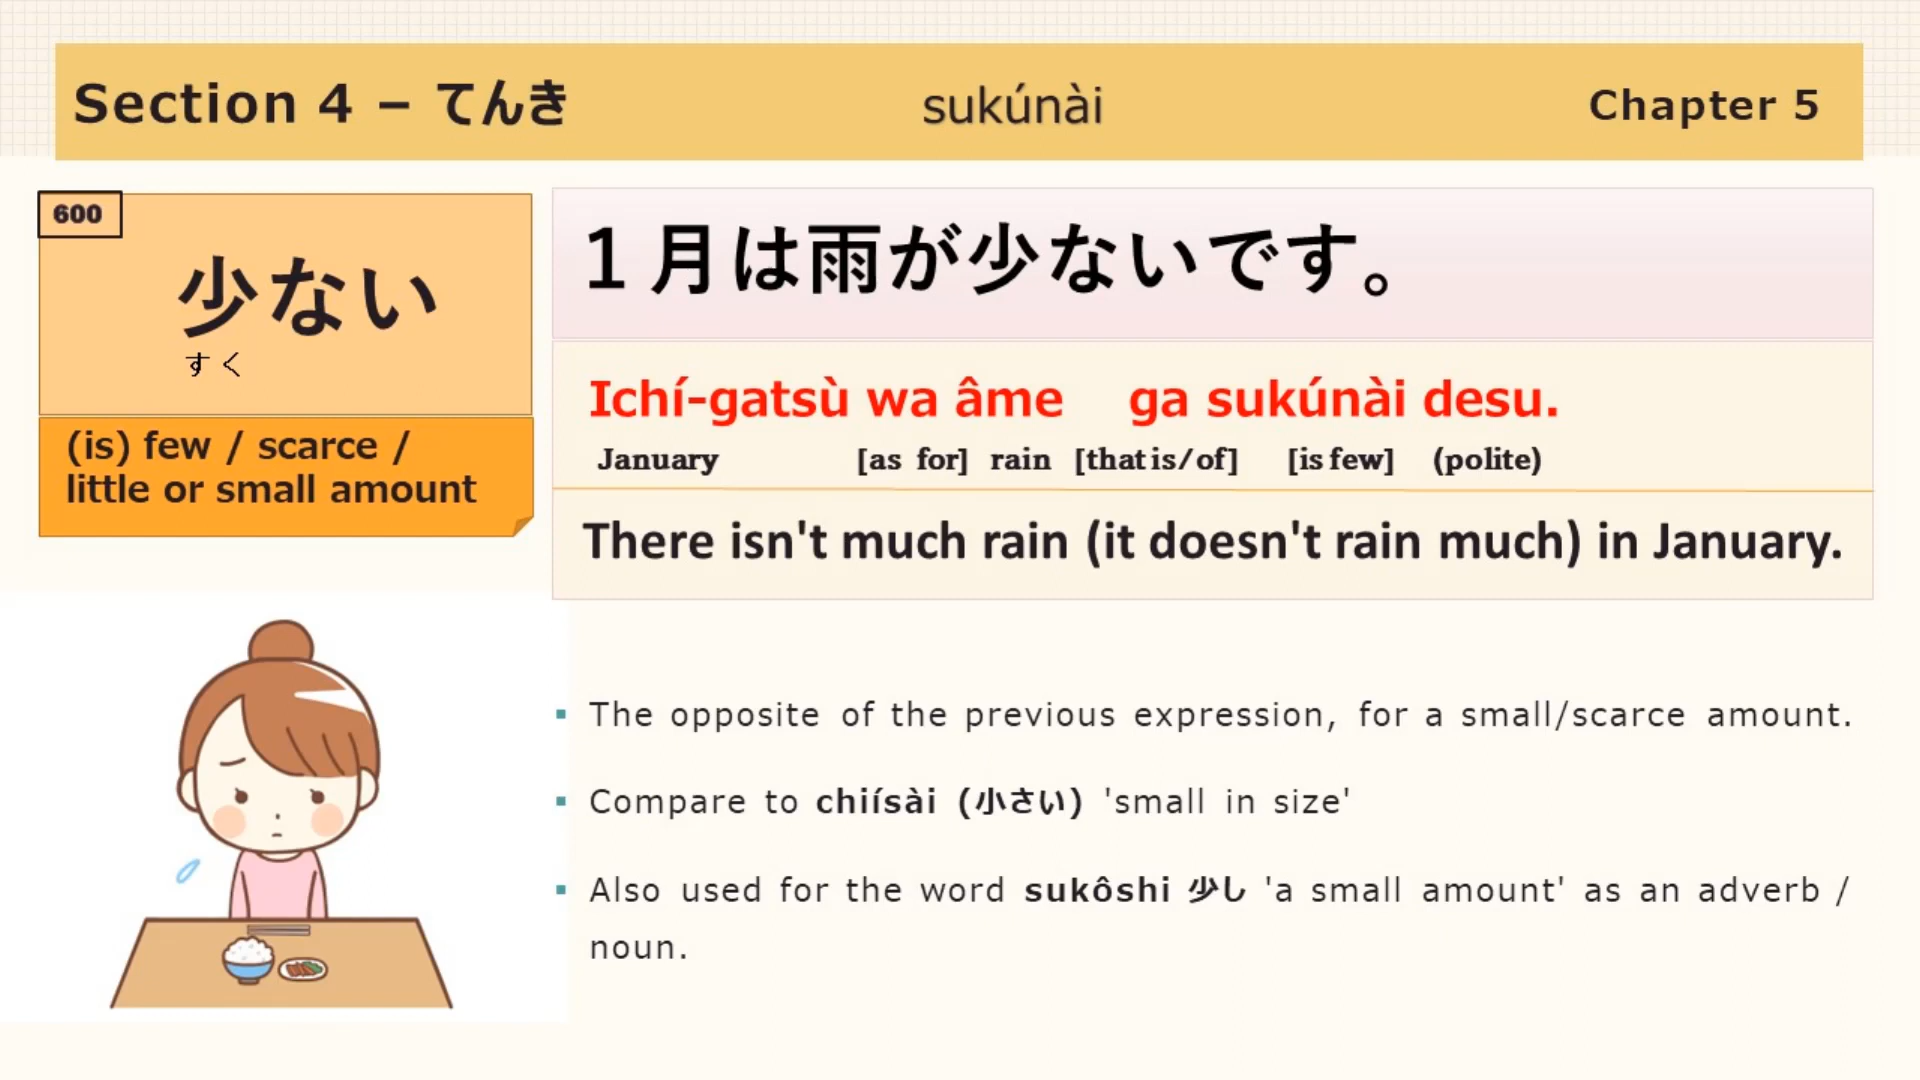 Section 4 – てんき
sukúnài
Chapter 5
600
少ない
すく
(is) few / scarce /
little or small amount
1月は雨が少ないです。
Ichí-gatsù wa âme ga sukúnài desu.
January [as for] rain [that is/of] [is few] (polite)
There isn't much rain (it doesn't rain much) in January.
▪ The opposite of the previous expression, for a small/scarce amount.
▪ Compare to chiísài (小さい) 'small in size'
▪ Also used for the word sukôshi 少し 'a small amount' as an adverb /
noun.